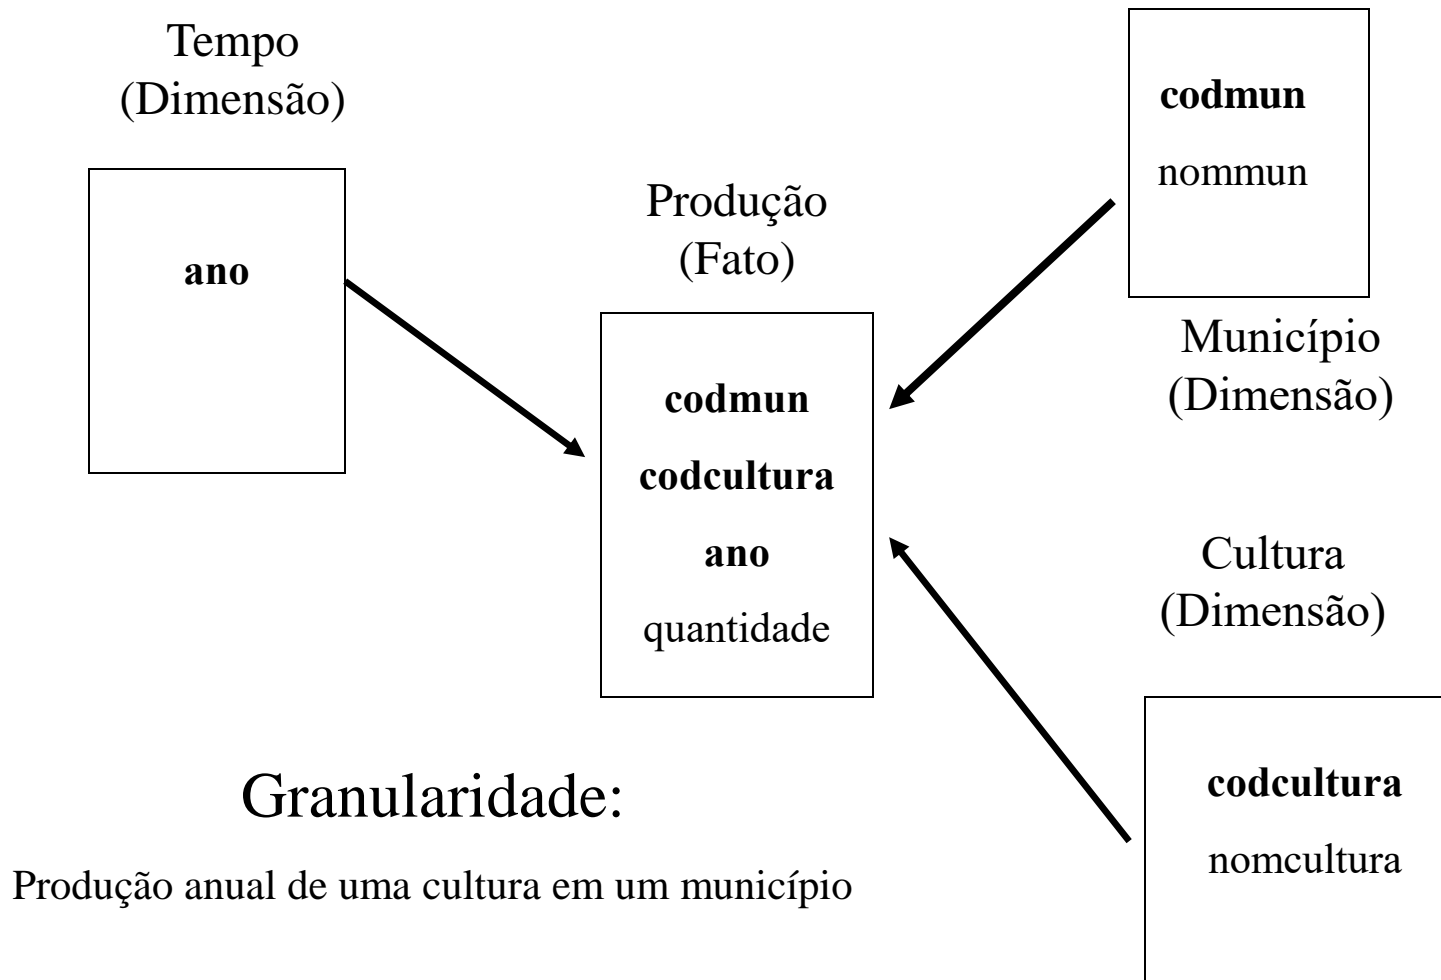 Tempo
(Dimensão)
ano
Produção
(Fato)
codmun
codcultura
ano
quantidade
codmun
nommun
Município
(Dimensão)
Cultura
(Dimensão)
codcultura
nomcultura
Granularidade:
Produção anual de uma cultura em um município